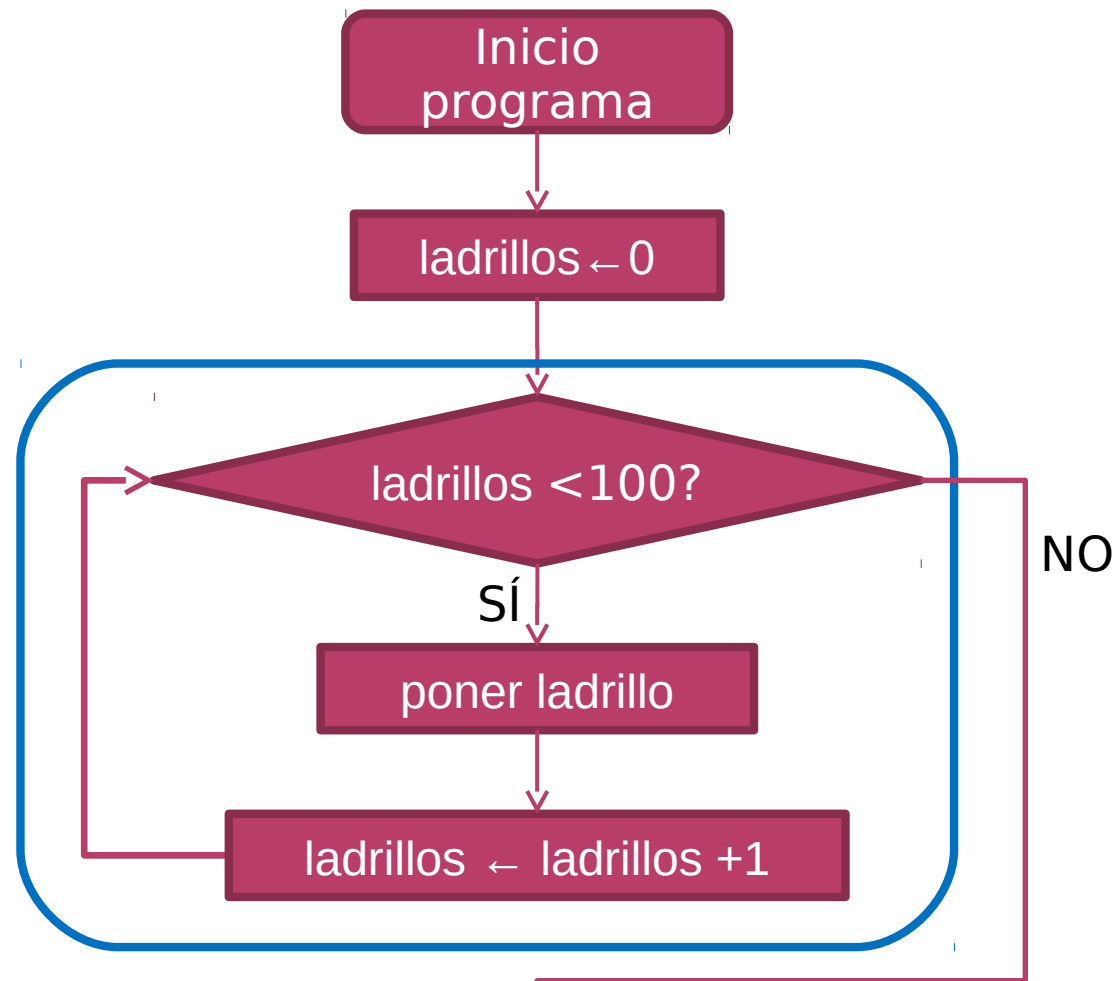 Inicio
programa
ladrillos←0
ladrillos <100?
NO
SÍ
poner ladrillo
ladrillos ← ladrillos +1